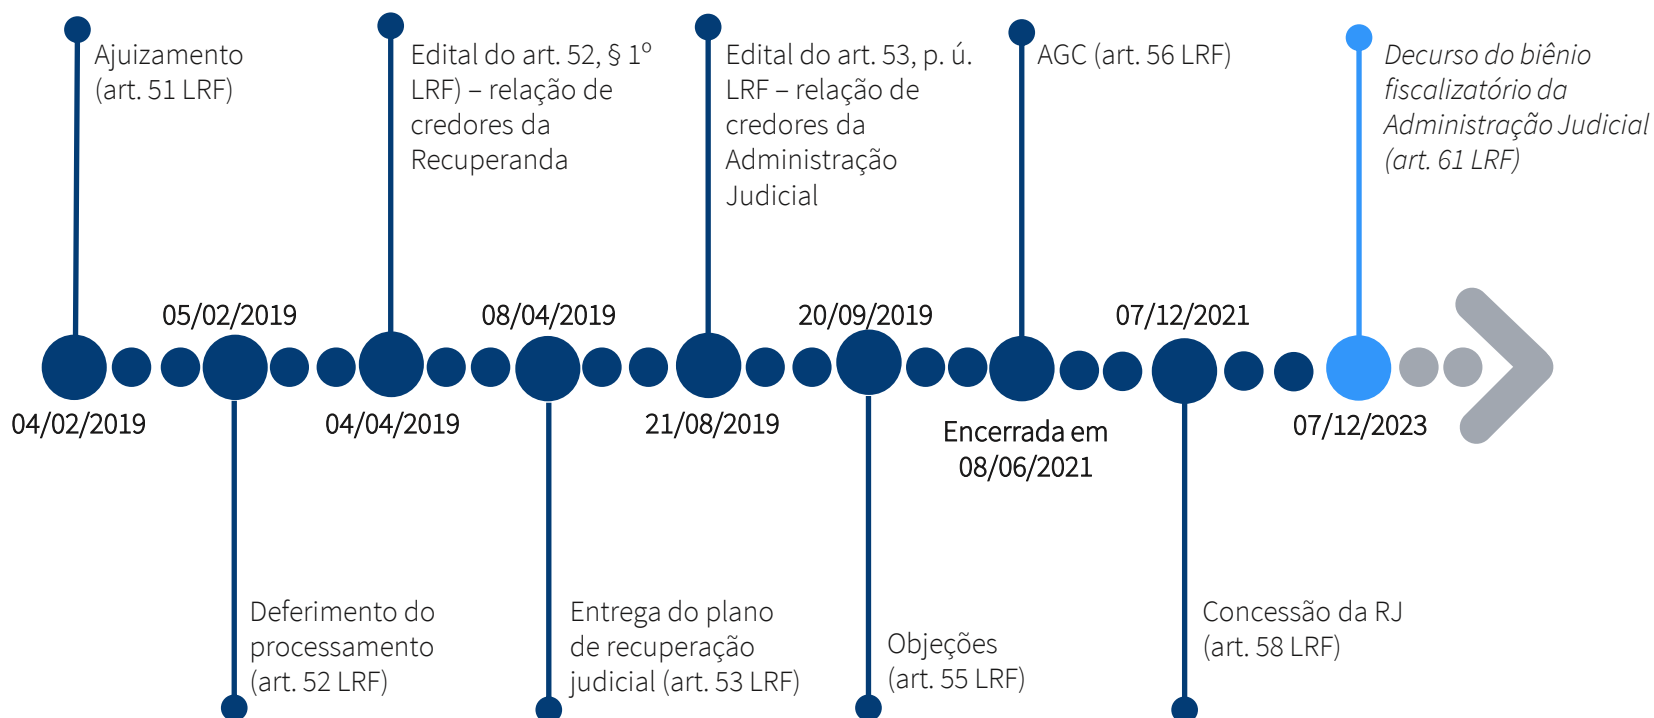 Ajuizamento
(art. 51 LRF)
Edital do art. 52, § 1º
LRF) – relação de
credores da
Recuperanda
Edital do art. 53, p. ú.
LRF – relação de
credores da
Administração
Judicial
AGC (art. 56 LRF)
Decurso do biênio
fiscalizatório da
Administração Judicial
(art. 61 LRF)
05/02/2019
08/04/2019
20/09/2019
07/12/2021
04/02/2019
04/04/2019
21/08/2019
Encerrada em
08/06/2021
07/12/2023
Deferimento do
processamento
(art. 52 LRF)
Entrega do plano
de recuperação
judicial (art. 53 LRF)
Objeções
(art. 55 LRF)
Concessão da RJ
(art. 58 LRF)